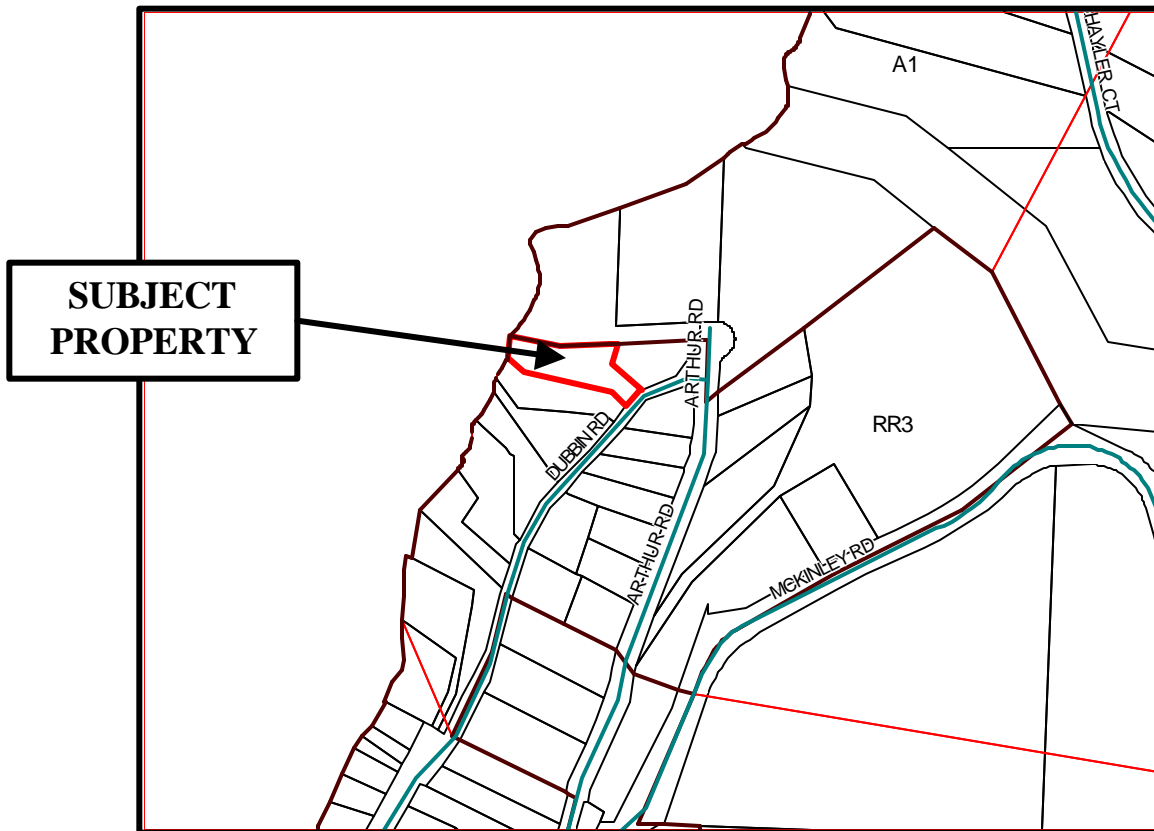 A1
HAYLER CT
SUBJECT
PROPERTY
ARTHUR RD
DUBBIN RD
RR3
ARTHUR RD
MCKINLEY RD